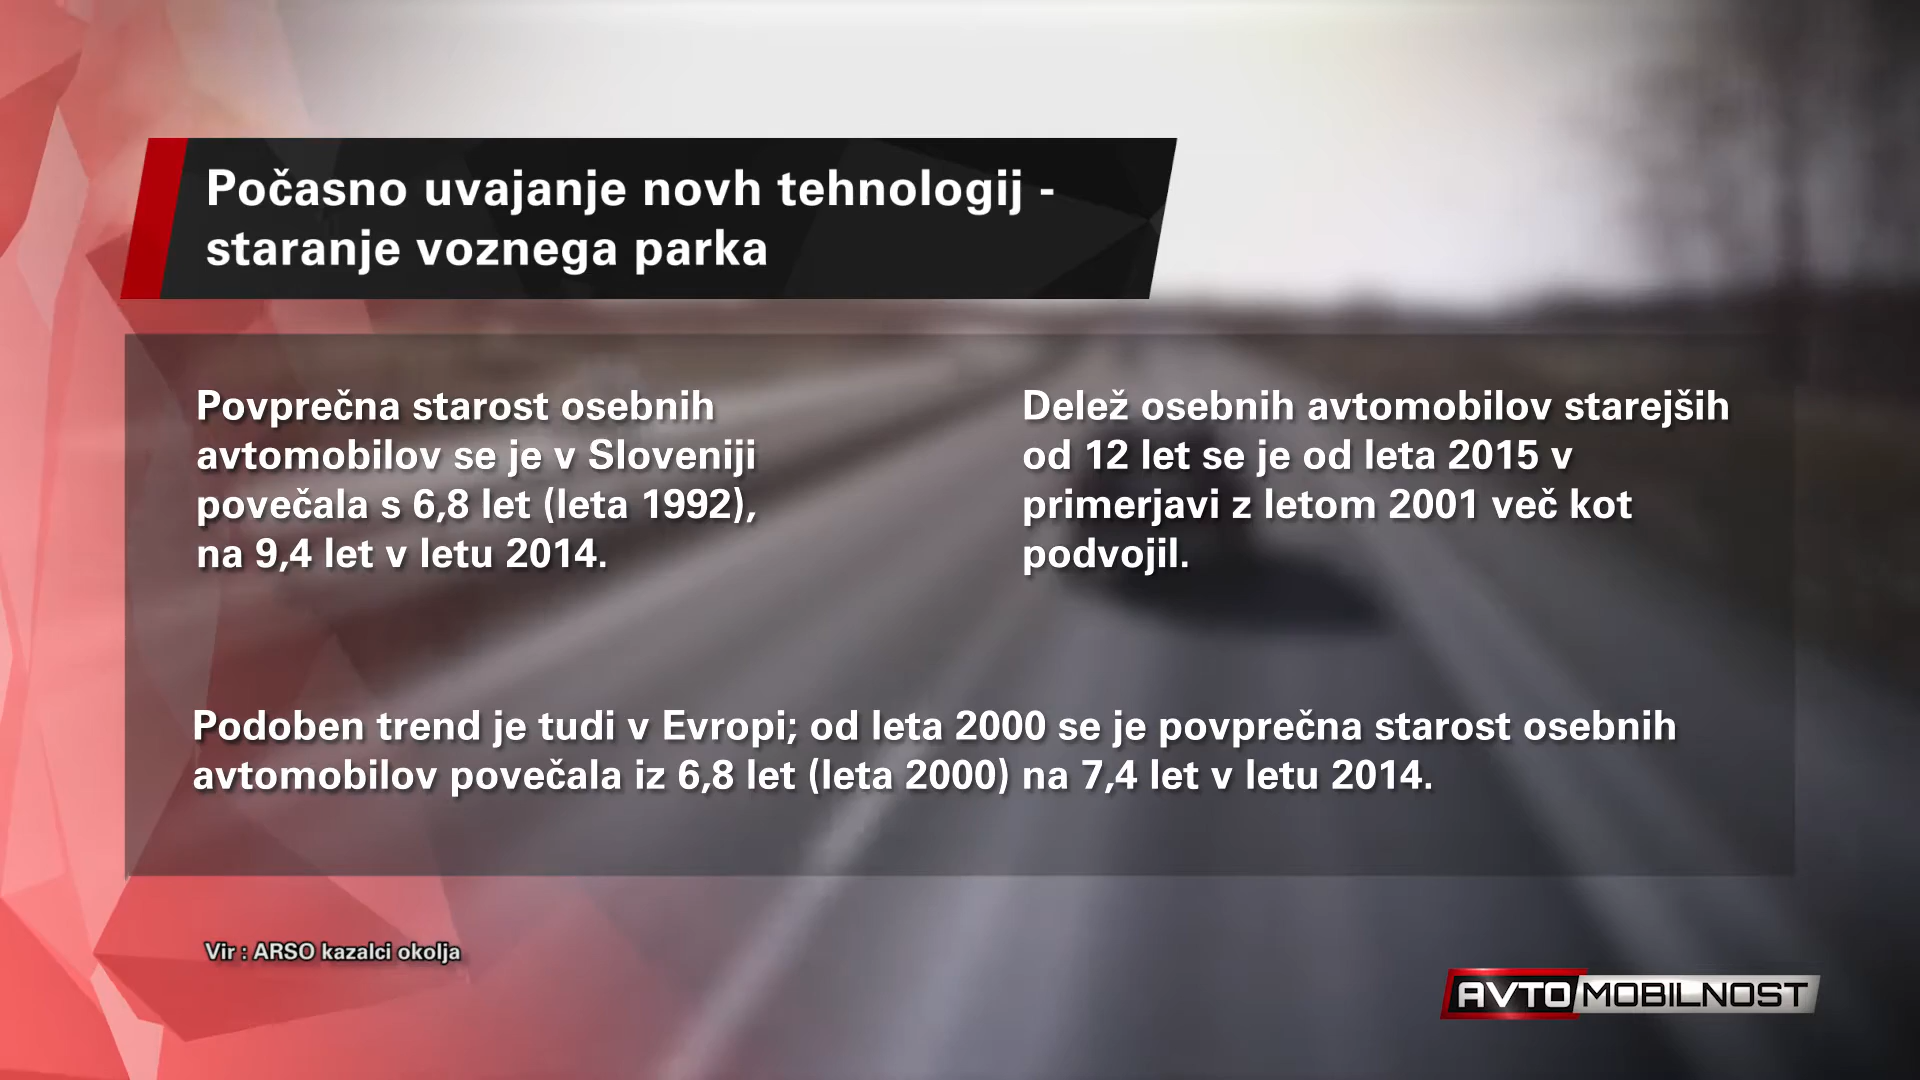 Počasno uvajanje novh tehnologij -
staranje voznega parka
Povprečna starost osebnih
avtomobilov se je v Sloveniji
povečala s 6,8 let (leta 1992),
na 9,4 let v letu 2014.
Delež osebnih avtomobilov starejših
od 12 let se je od leta 2015 v
primerjavi z letom 2001 več kot
podvojil.
Podoben trend je tudi v Evropi; od leta 2000 se je povprečna starost osebnih
avtomobilov povečala iz 6,8 let (leta 2000) na 7,4 let v letu 2014.
Vir : ARSO kazalci okolja
AVTOMOBILNOST